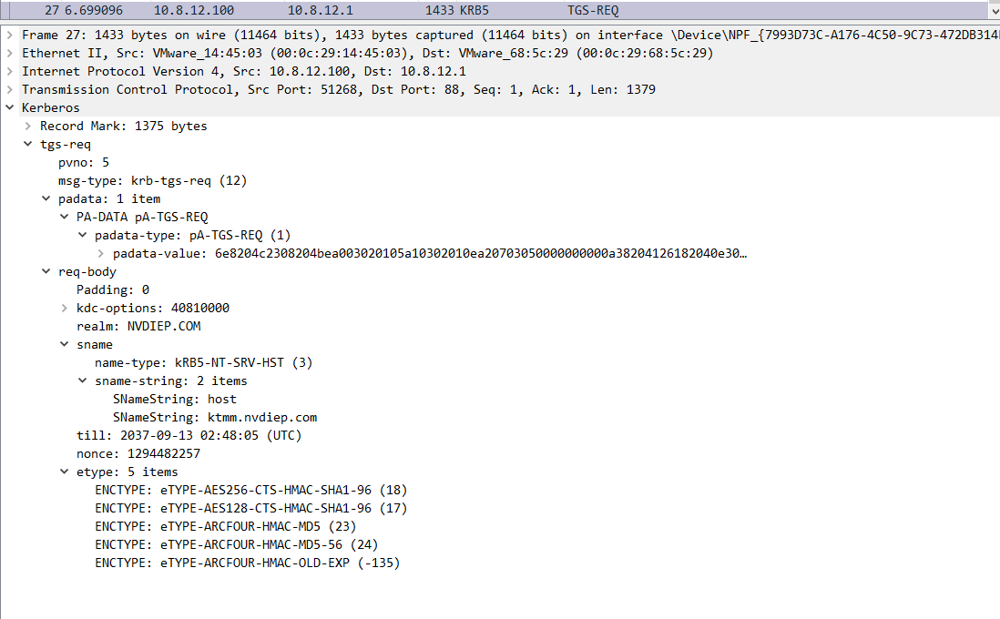 27 6.699096 10.8.12.100 10.8.12.1 1433 KRB5 TGS-REQ
Frame 27: 1433 bytes on wire (11464 bits), 1433 bytes captured (11464 bits) on interface \Device\NPF_{7993D73C-A176-4C50-9C73-472DB314
Ethernet II, Src: VMware_14:45:03 (00:0c:29:14:45:03), Dst: VMware_68:5c:29 (00:0c:29:68:5c:29)
Internet Protocol Version 4, Src: 10.8.12.100, Dst: 10.8.12.1
Transmission Control Protocol, Src Port: 51268, Dst Port: 88, Seq: 1, Ack: 1, Len: 1379
Kerberos
Record Mark: 1375 bytes
tgs-req
pvno: 5
msg-type: krb-tgs-req (12)
padata: 1 item
PA-DATA pA-TGS-REQ
padata-type: pA-TGS-REQ (1)
padata-value: 6e8204c2308204bea003020105a10302010ea20703050000000000a38204126182040e30…
req-body
Padding: 0
kdc-options: 40810000
realm: NVDIEP.COM
sname
name-type: kRB5-NT-SRV-HST (3)
sname-string: 2 items
SNameString: host
SNameString: ktmm.nvdiep.com
till: 2037-09-13 02:48:05 (UTC)
nonce: 1294482257
etype: 5 items
ENCTYPE: eTYPE-AES256-CTS-HMAC-SHA1-96 (18)
ENCTYPE: eTYPE-AES128-CTS-HMAC-SHA1-96 (17)
ENCTYPE: eTYPE-ARCFOUR-HMAC-MD5 (23)
ENCTYPE: eTYPE-ARCFOUR-HMAC-MD5-56 (24)
ENCTYPE: eTYPE-ARCFOUR-HMAC-OLD-EXP (-135)